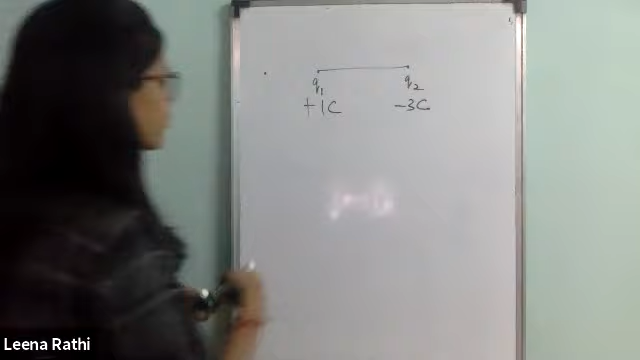 q₁ q₂
+1C -3C
Leena Rathi